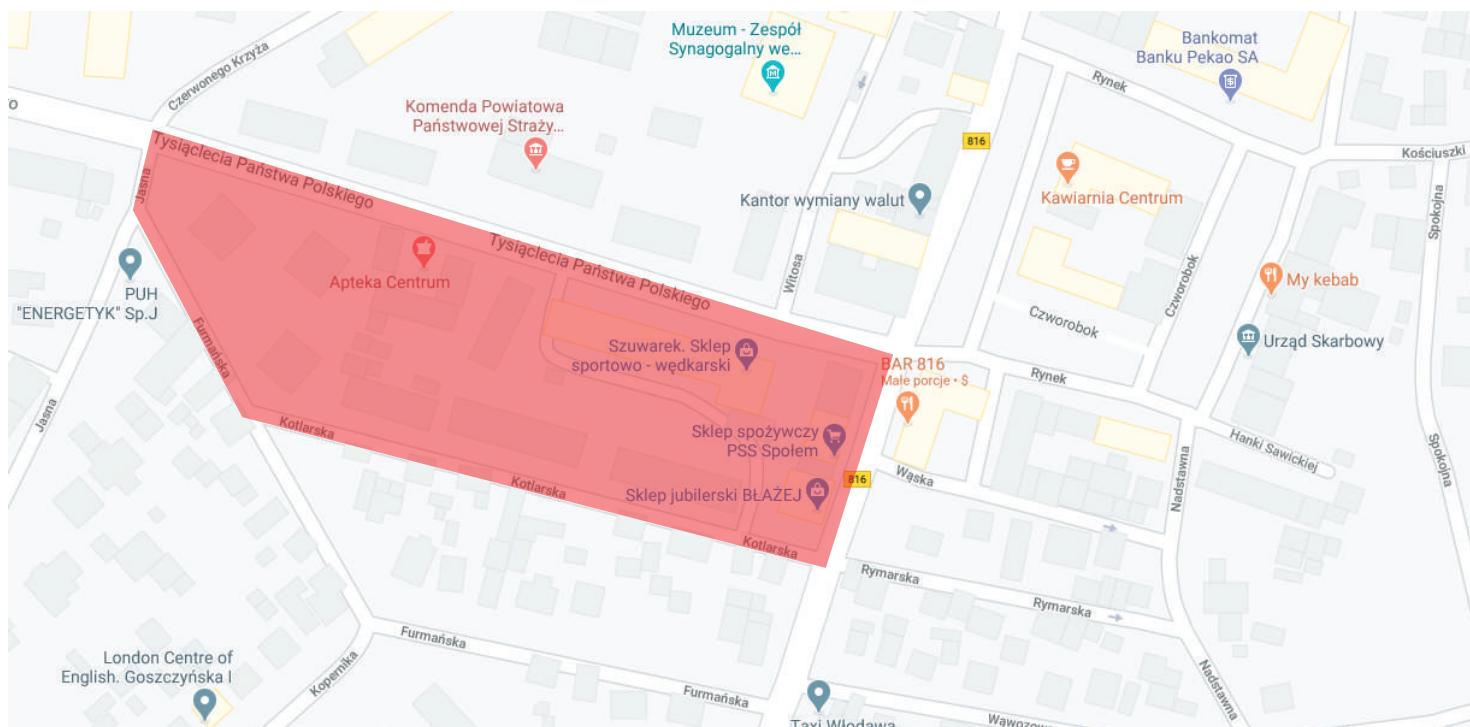 Muzeum - Zespół
Synagogalny we...
Bankomat
Banku Pekao SA
Czerwonego Krzyża
Rynek
o
Komenda Powiatowa
Państwowej Straży...
816
Kościuszki
Tysiąclecia Państwa Polskiego
Jasna
Kantor wymiany walut
Kawiarnia Centrum
Spokojna
Tysiąclecia Państwa Polskiego
Witosa
Czworobok
My kebab
Apteka Centrum
PUH
"ENERGETYK" Sp.J
Czworobok
Urząd Skarbowy
Furmańska
Szuwarek. Sklep
sportowo - wędkarski
BAR 816
Małe porcje • $
Rynek
Jasna
Kotlarska
Sklep spożywczy
PSS Społem
Hanki Sawickiej
Spokojna
816
Wąska
Nadstawna
Kotlarska
Sklep jubilerski BŁAŻEJ
Kotlarska
Rymarska
Rymarska
Furmańska
London Centre of
English. Goszczyńska I
Kopernika
Nadstawna
Furmańska
Taxi Włodawa
Wąwozowa